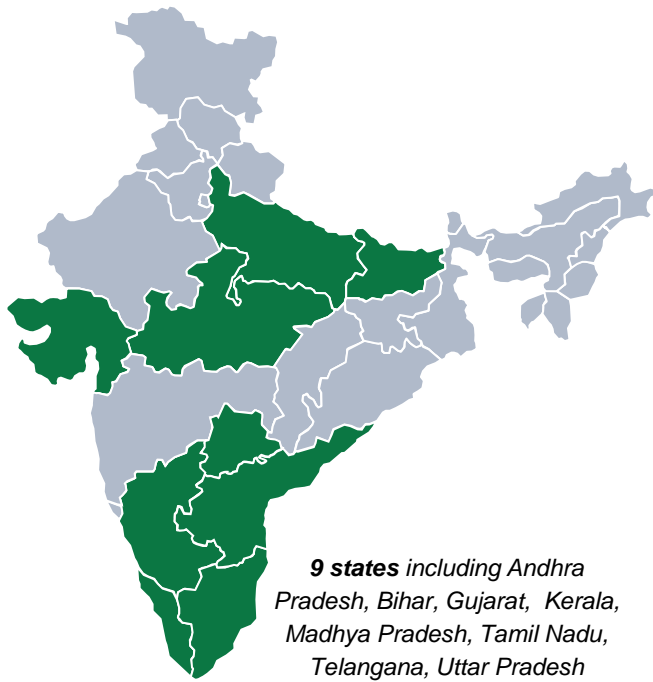 9 states including Andhra
Pradesh, Bihar, Gujarat, Kerala,
Madhya Pradesh, Tamil Nadu,
Telangana, Uttar Pradesh